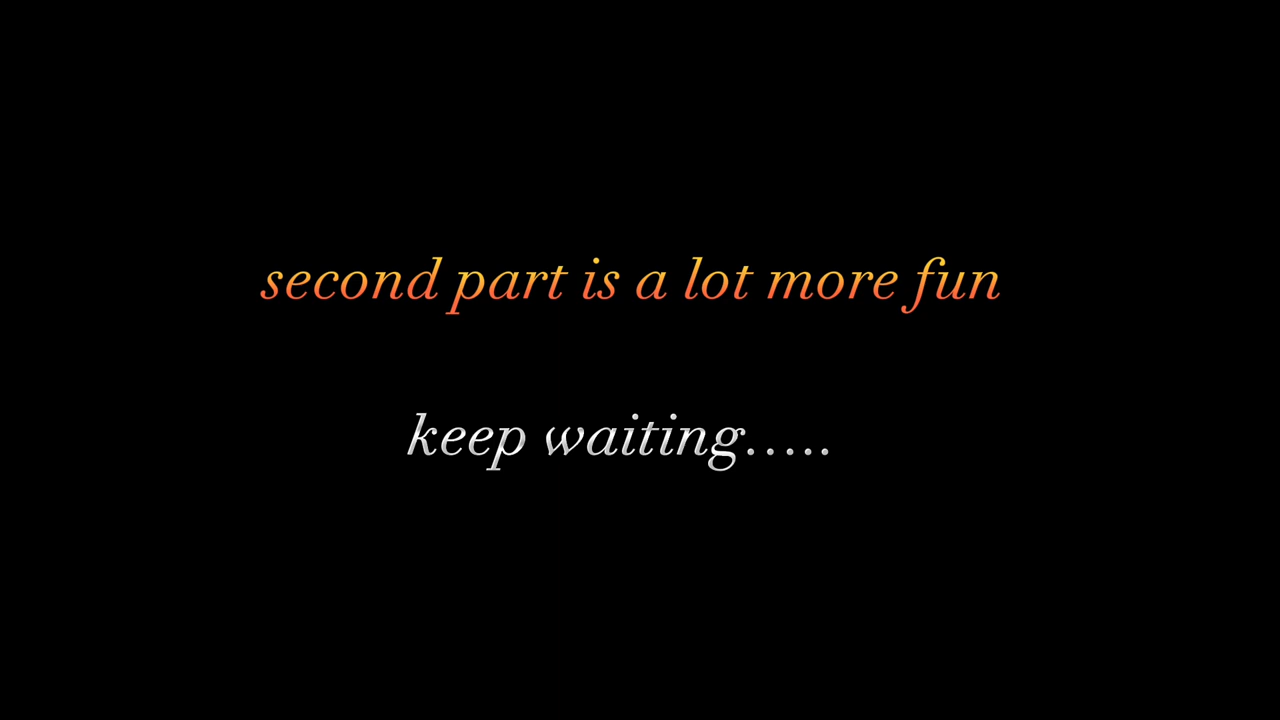 second part is a lot more fun
keep waiting.....